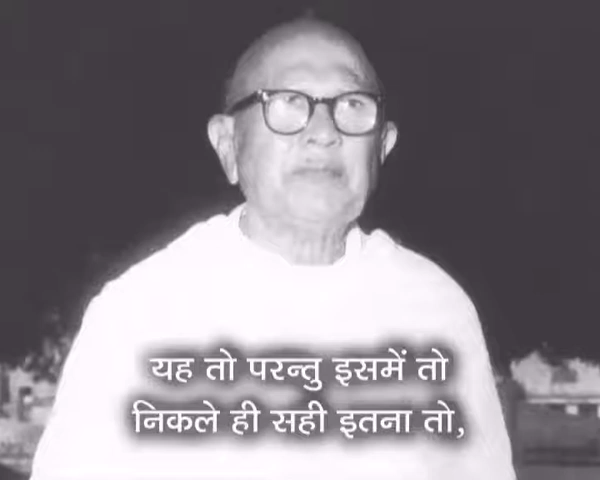 यह तो परन्तु इसमें तो
निकले ही सही इतना तो,